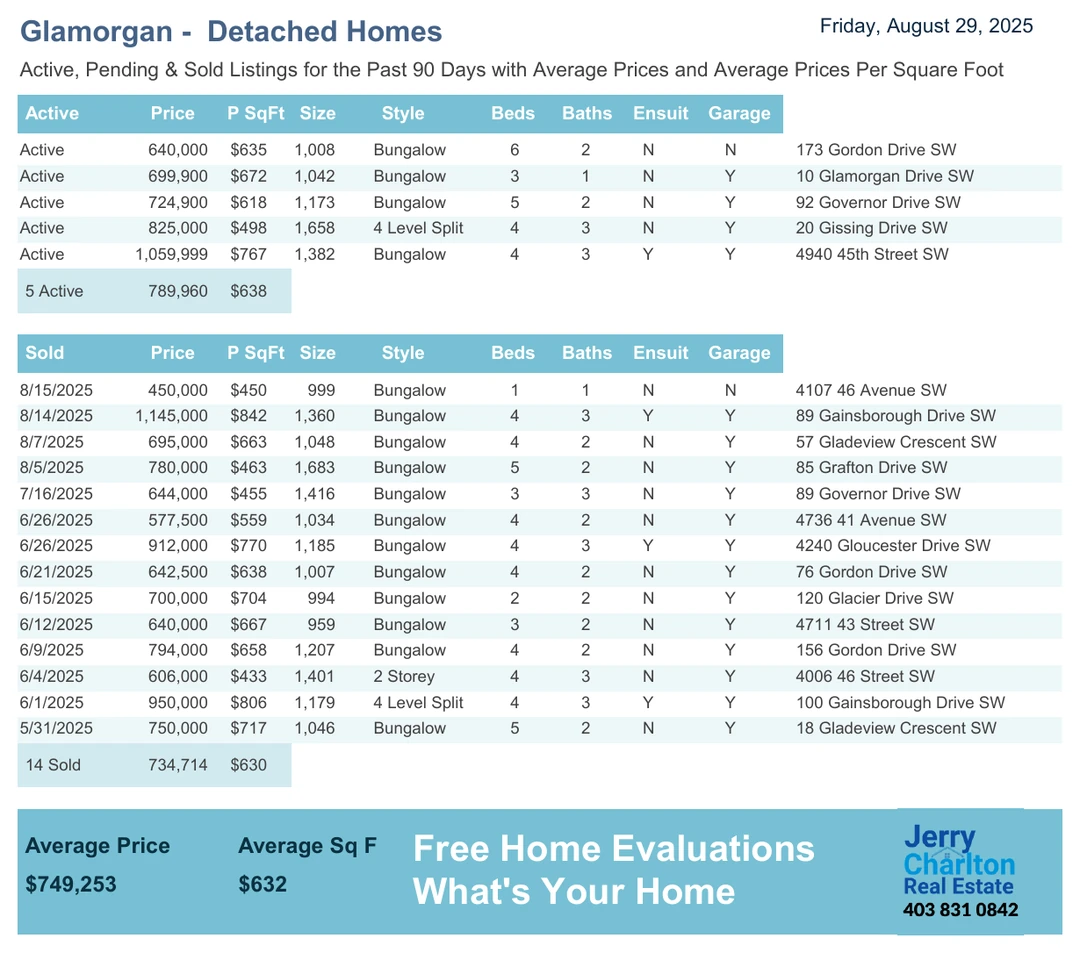 Glamorgan - Detached Homes
Friday, August 29, 2025
Active, Pending & Sold Listings for the Past 90 Days with Average Prices and Average Prices Per Square Foot
Active Price P SqFt Size Style Beds Baths Ensuit Garage
Active 640,000 $635 1,008 Bungalow 6 2 N N 173 Gordon Drive SW
Active 699,900 $672 1,042 Bungalow 3 1 N Y 10 Glamorgan Drive SW
Active 724,900 $618 1,173 Bungalow 5 2 N Y 92 Governor Drive SW
Active 825,000 $498 1,658 4 Level Split 4 3 N Y 20 Gissing Drive SW
Active 1,059,999 $767 1,382 Bungalow 4 3 Y Y 4940 45th Street SW
5 Active 789,960 $638
Sold Price P SqFt Size Style Beds Baths Ensuit Garage
8/15/2025 450,000 $450 999 Bungalow 1 1 N N 4107 46 Avenue SW
8/14/2025 1,145,000 $842 1,360 Bungalow 4 3 Y Y 89 Gainsborough Drive SW
8/7/2025 695,000 $663 1,048 Bungalow 4 2 N Y 57 Gladeview Crescent SW
8/5/2025 780,000 $463 1,683 Bungalow 5 2 N Y 85 Grafton Drive SW
7/16/2025 644,000 $455 1,416 Bungalow 3 3 N Y 89 Governor Drive SW
6/26/2025 577,500 $559 1,034 Bungalow 4 2 N Y 4736 41 Avenue SW
6/26/2025 912,000 $770 1,185 Bungalow 4 3 Y Y 4240 Gloucester Drive SW
6/21/2025 642,500 $638 1,007 Bungalow 4 2 N Y 76 Gordon Drive SW
6/15/2025 700,000 $704 994 Bungalow 2 2 N Y 120 Glacier Drive SW
6/12/2025 640,000 $667 959 Bungalow 3 2 N Y 4711 43 Street SW
6/9/2025 794,000 $658 1,207 Bungalow 4 2 N Y 156 Gordon Drive SW
6/4/2025 606,000 $433 1,401 2 Storey 4 3 N Y 4006 46 Street SW
6/1/2025 950,000 $806 1,179 4 Level Split 4 3 Y Y 100 Gainsborough Drive SW
5/31/2025 750,000 $717 1,046 Bungalow 5 2 N Y 18 Gladeview Crescent SW
14 Sold 734,714 $630
Average Price Average Sq F
$749,253 $632
Free Home Evaluations
What's Your Home
Jerry
Charlton
Real Estate
403 831 0842